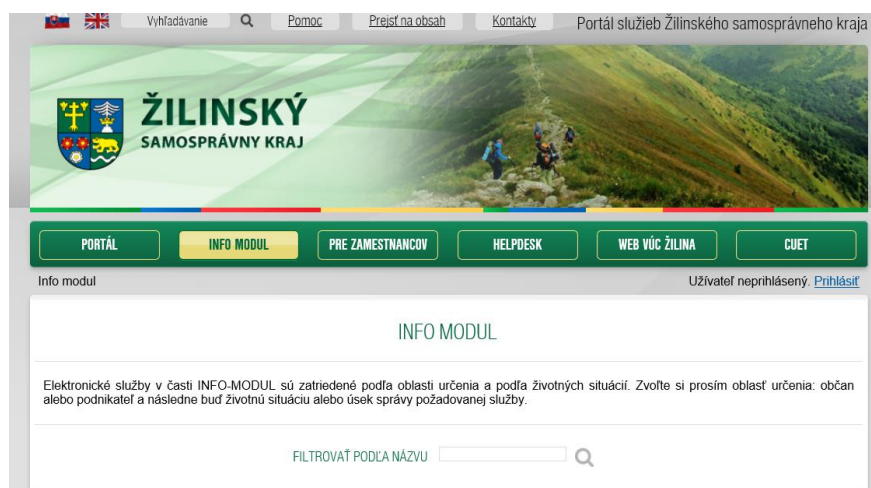 Vyhľadávanie Pomoc Prejsť na obsah Kontakty Portál služieb Žilinského samosprávneho kraja
ŽILINSKÝ
SAMOSPRÁVNY KRAJ
PORTÁL INFO MODUL PRE ZAMESTNANCOV HELPDESK WEB VÚC ŽILINA CUET
Info modul Užívateľ neprihlásený. Prihlásiť
INFO MODUL
Elektronické služby v časti INFO-MODUL sú zatriedené podľa oblasti určenia a podľa životných situácií. Zvoľte si prosím oblasť určenia: občan
alebo podnikateľ a následne buď životnú situáciu alebo úsek správy požadovanej služby.
FILTROVAŤ PODĽA NÁZVU